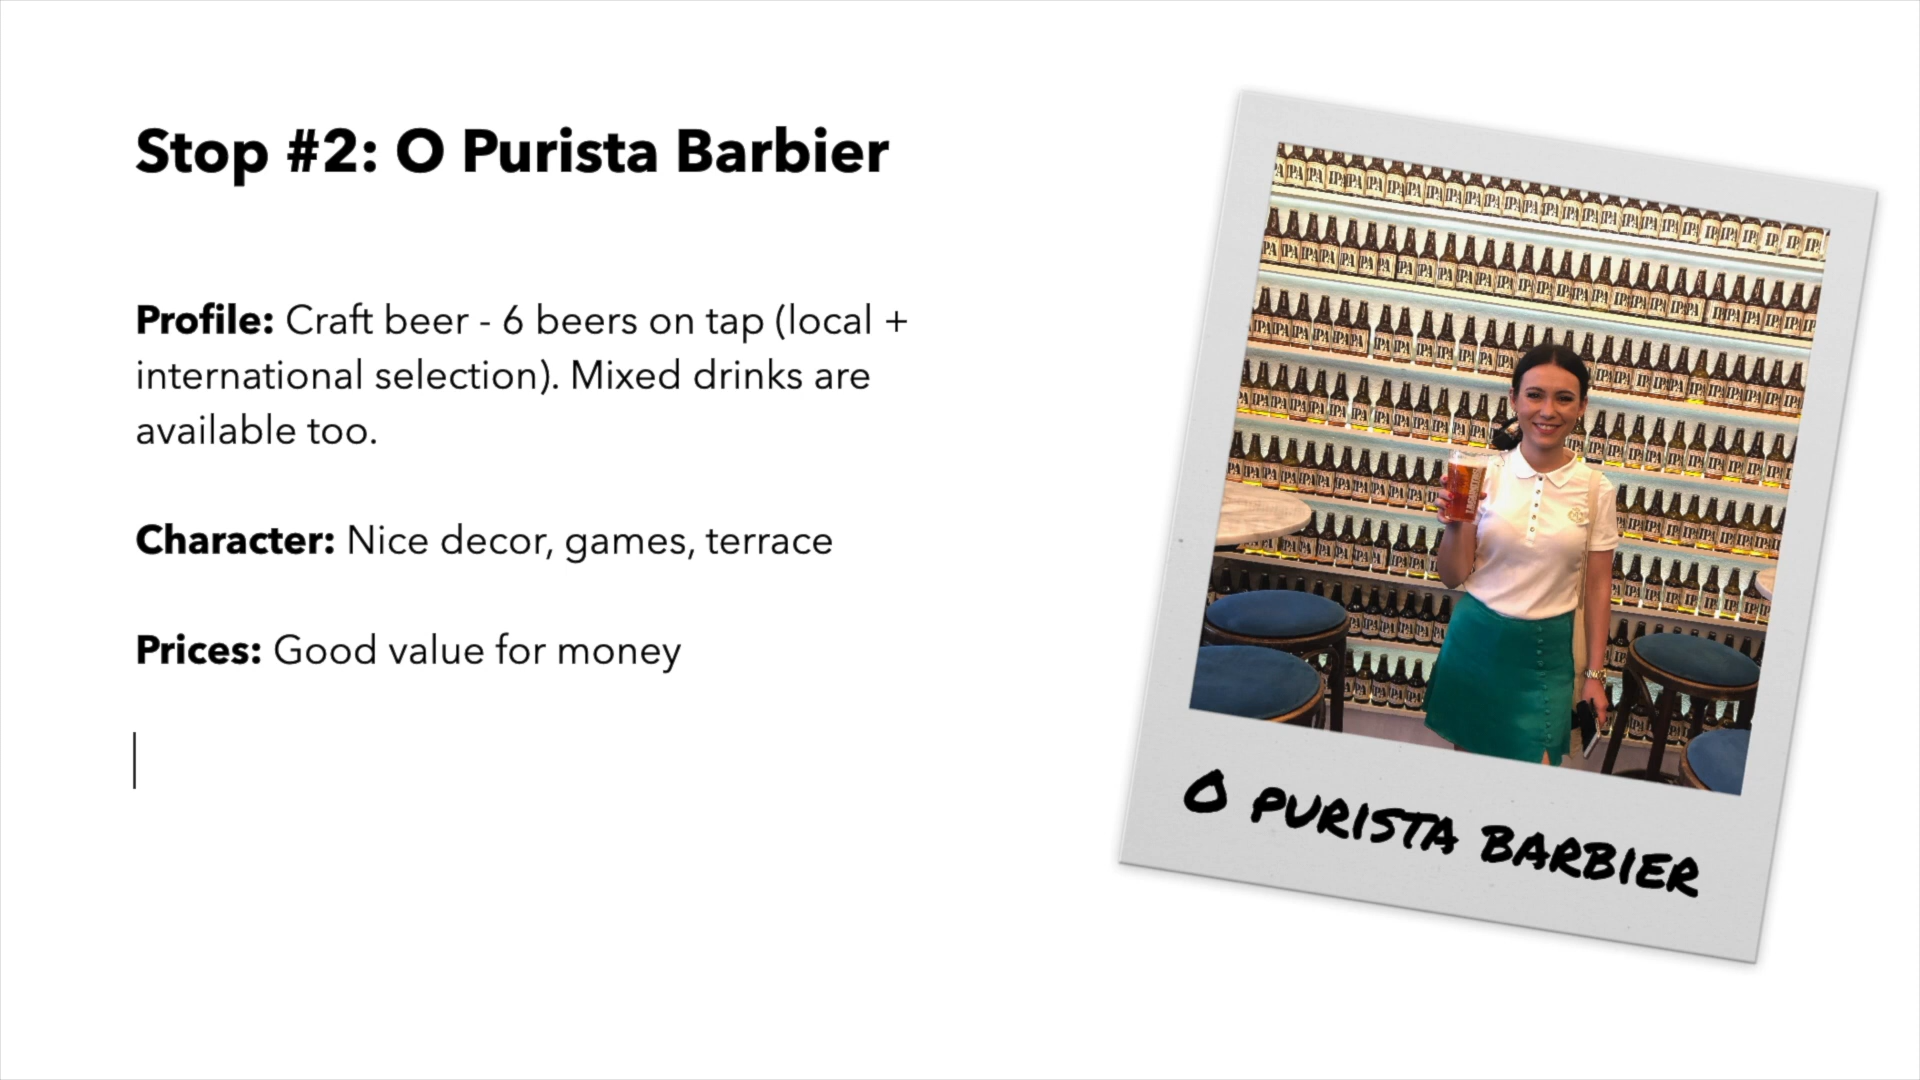 Stop #2: O Purista Barbier
Profile: Craft beer - 6 beers on tap (local +
international selection). Mixed drinks are
available too.
Character: Nice decor, games, terrace
Prices: Good value for money
IPA
O PURISTA BARBIER